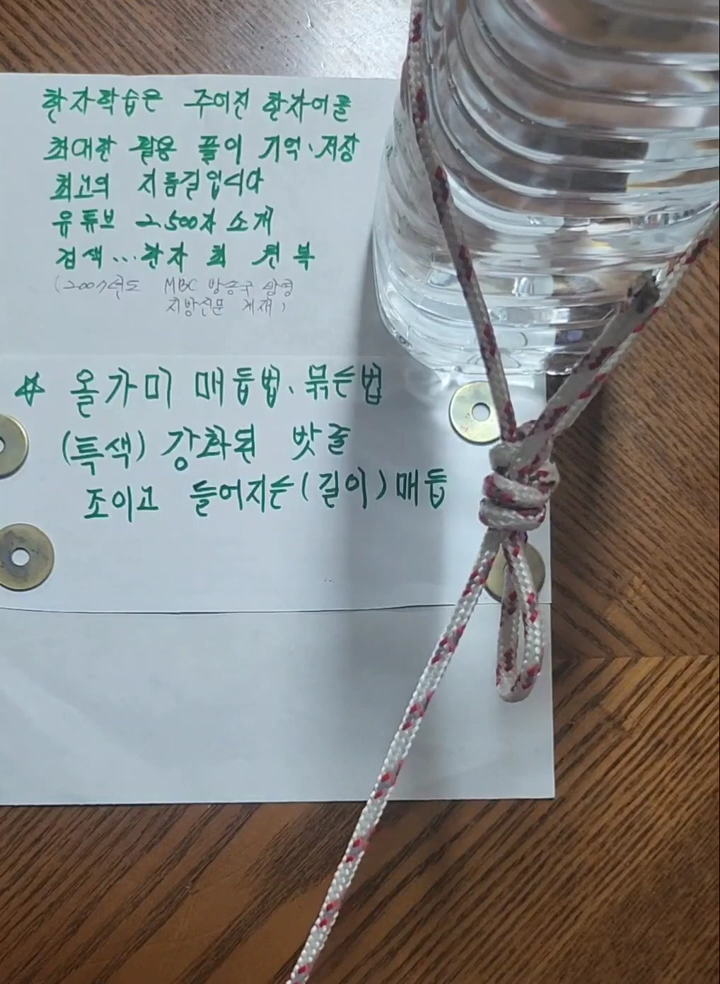 한자학습은 주어진 한자어를
최대한 활용 풀이 기억·저장
최고의 지름길입니다
유튜브 2,500자 소개
검색...한자 최 천 복
(2007년도 MBC 방송국 방영
지방신문 게재)
☆ 올가미 매듭법·묶는법
(특색) 강화된 밧줄
조이고 들어지는 (길이) 매듭